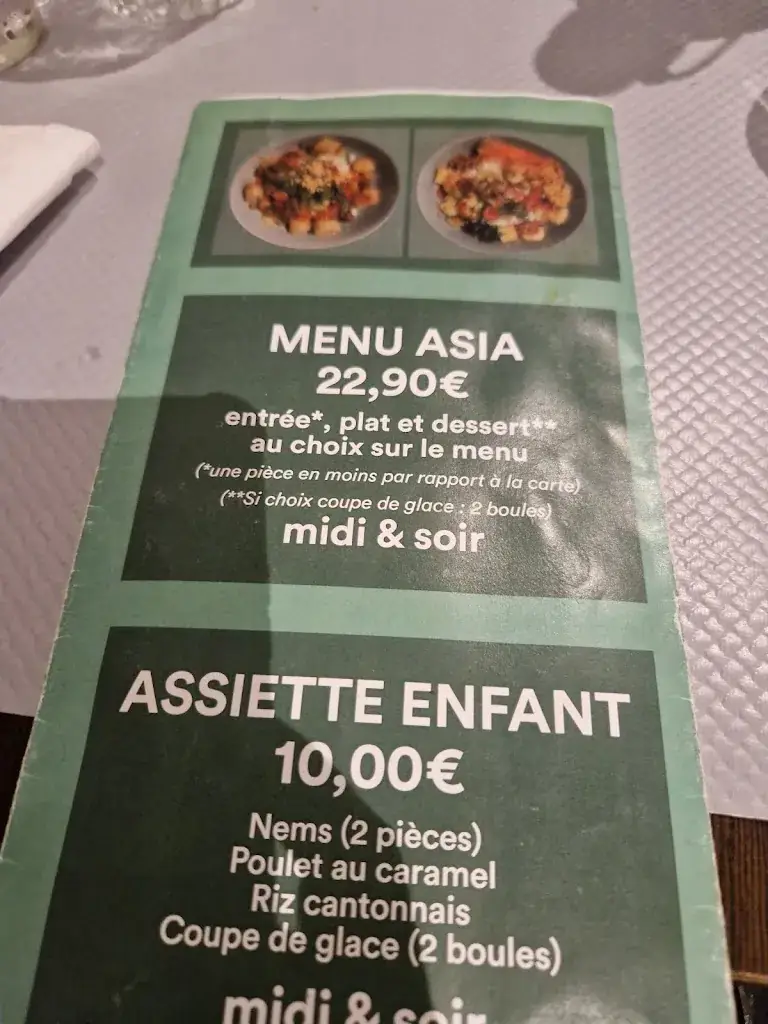 MENU ASIA
22,90€
entrée*, plat et dessert**
au choix sur le menu
(*une pièce en moins par rapport à la carte)
(**Si choix coupe de glace : 2 boules)
midi & soir
ASSIETTE ENFANT
10,00€
Nems (2 pièces)
Poulet au caramel
Riz cantonnais
Coupe de glace (2 boules)
midi & soir